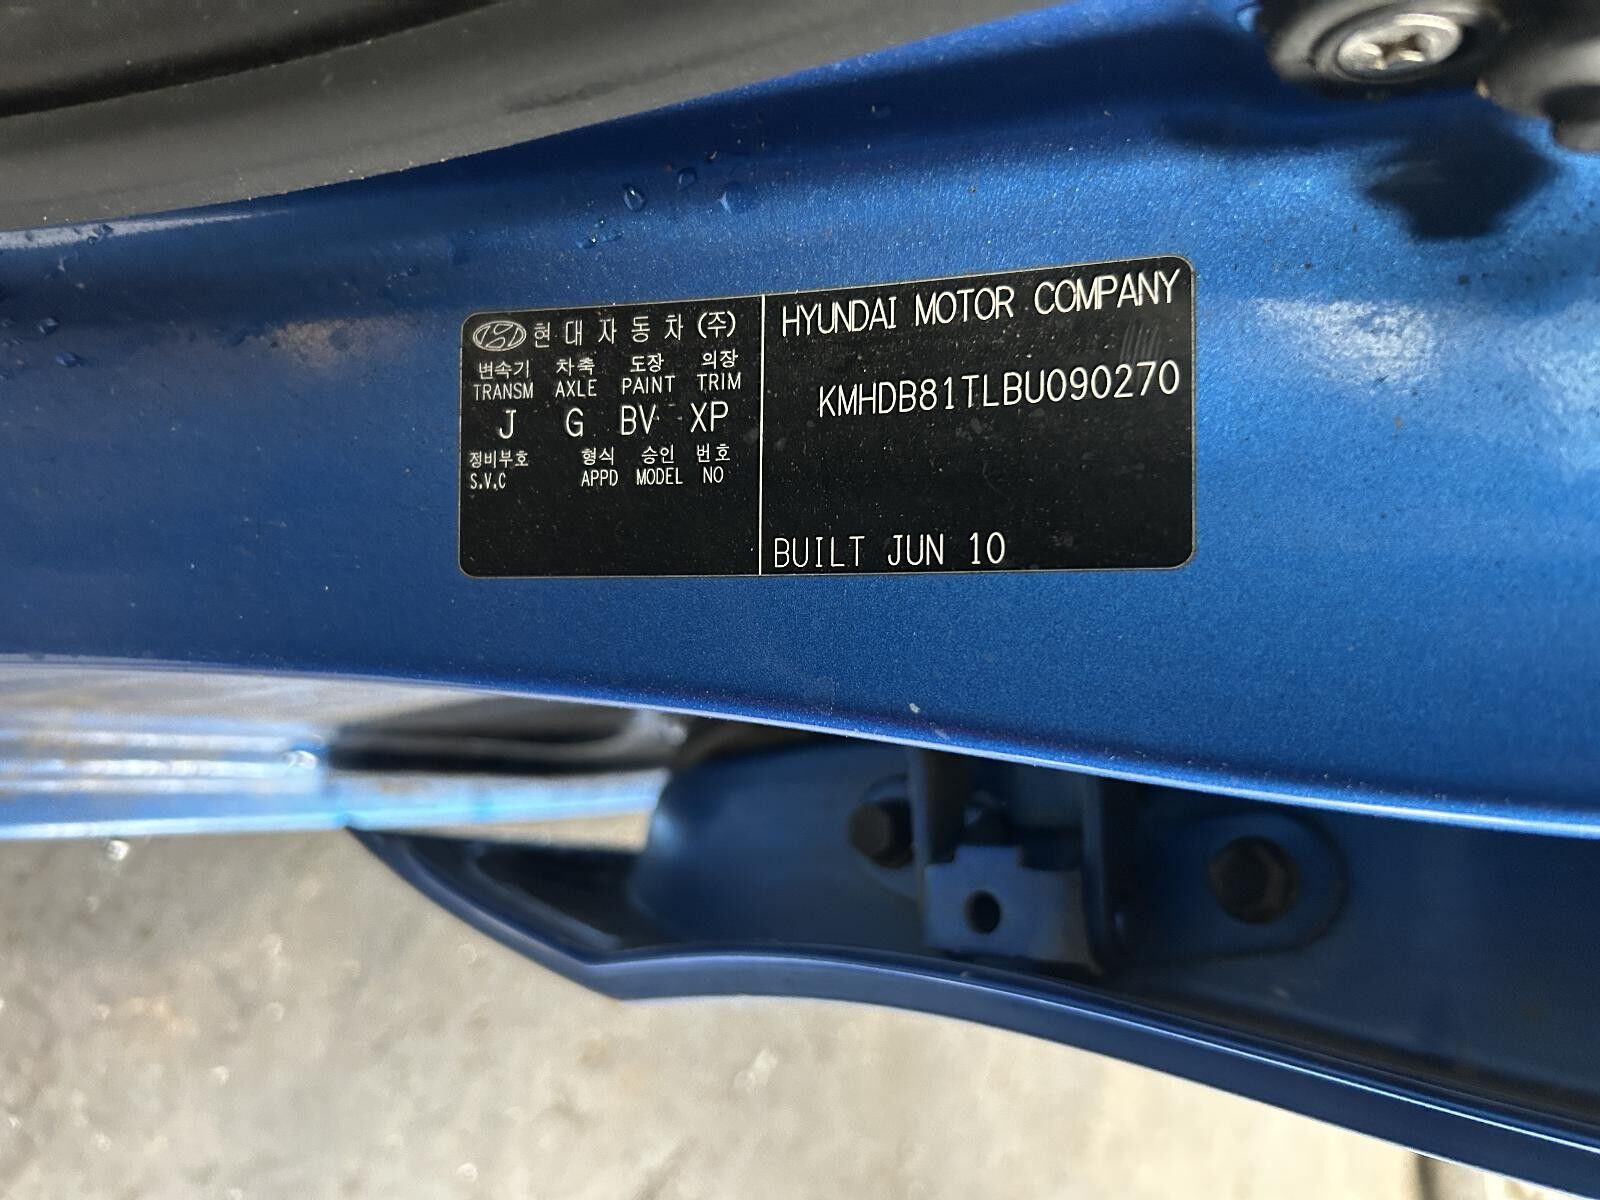 현대자동차(주)
변속기 차축 도장 의장
TRANSM AXLE PAINT TRIM
J G BV XP
정비부호 형식 승인 번호
S.V.C APPD MODEL NO
HYUNDAI MOTOR COMPANY
KMHDB81TLBU090270
BUILT JUN 10